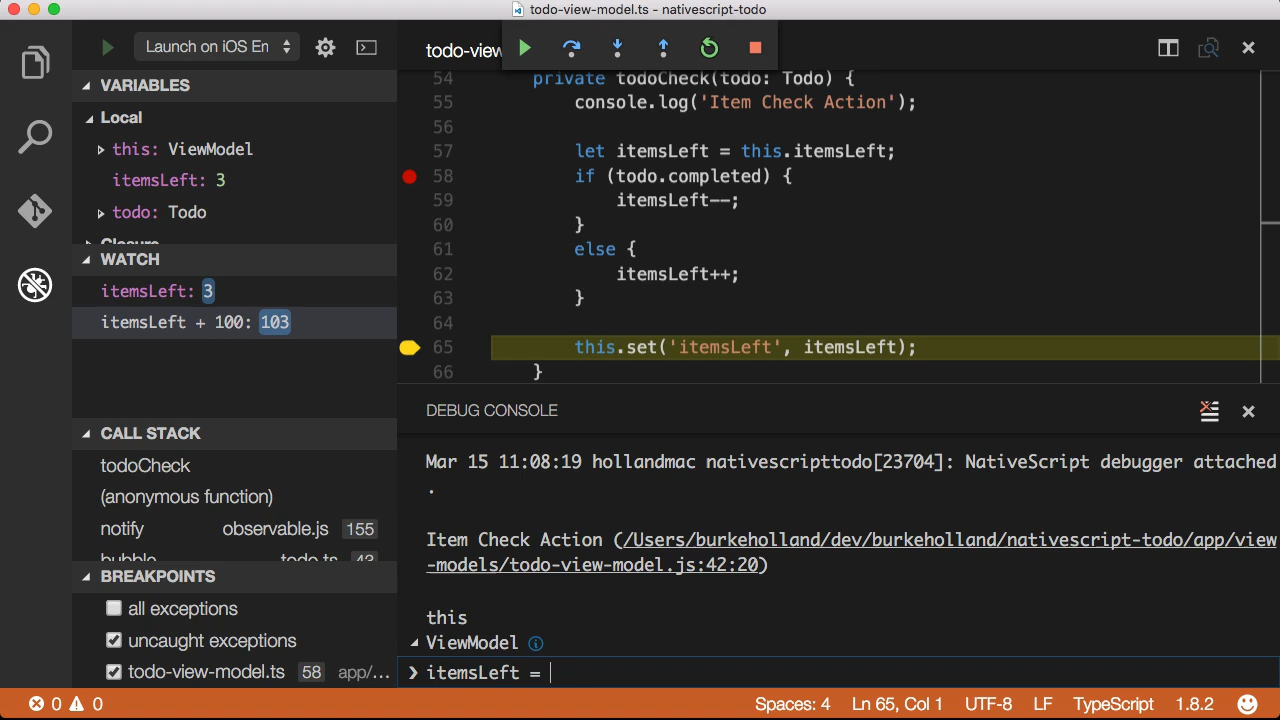 todo-view-model.ts - nativescript-todo
Launch on iOS En
todo-view
VARIABLES
Local
this: ViewModel
itemsLeft: 3
todo: Todo
Closure
WATCH
itemsLeft: 3
itemsLeft + 100: 103
CALL STACK
todoCheck
(anonymous function)
notify observable.js 155
bubble todo.ts 43
BREAKPOINTS
all exceptions
uncaught exceptions
todo-view-model.ts 58 app/...
54 private todoCheck(todo: Todo) {
55 console.log('Item Check Action');
56
57 let itemsLeft = this.itemsLeft;
58 if (todo.completed) {
59 itemsLeft--;
60 }
61 else {
62 itemsLeft++;
63 }
64
65 this.set('itemsLeft', itemsLeft);
66 }
DEBUG CONSOLE
Mar 15 11:08:19 hollandmac nativescripttodo[23704]: NativeScript debugger attached
.
Item Check Action (/Users/burkeholland/dev/burkeholland/nativescript-todo/app/view
-models/todo-view-model.js:42:20)
this
ViewModel
itemsLeft =
0 0 Spaces: 4 Ln 65, Col 1 UTF-8 LF TypeScript 1.8.2